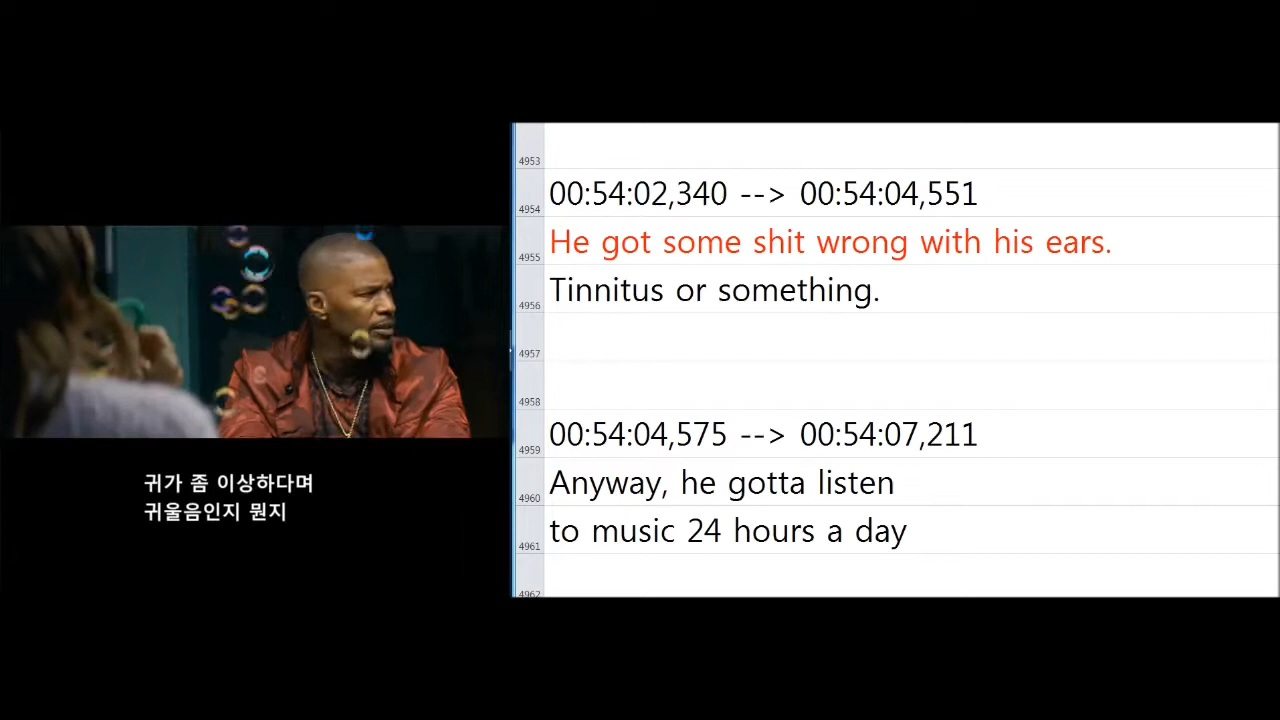 귀가 좀 이상하다며
귀울음인지 뭔지
4953
00:54:02,340 --> 00:54:04,551
4954
He got some shit wrong with his ears.
4955
Tinnitus or something.
4956
4957
4958
00:54:04,575 --> 00:54:07,211
4959
Anyway, he gotta listen
4960
to music 24 hours a day
4961
4962